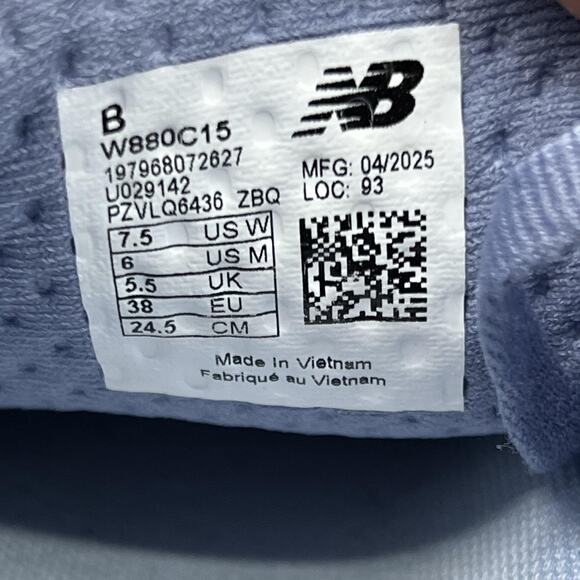 B
W880C15
197968072627
U029142
PZVLQ6436 ZBQ
7.5 US W
6 US M
5.5 UK
38 EU
24.5 CM
NB
MFG: 04/2025
LOC: 93
Made In Vietnam
Fabriqué au Vietnam